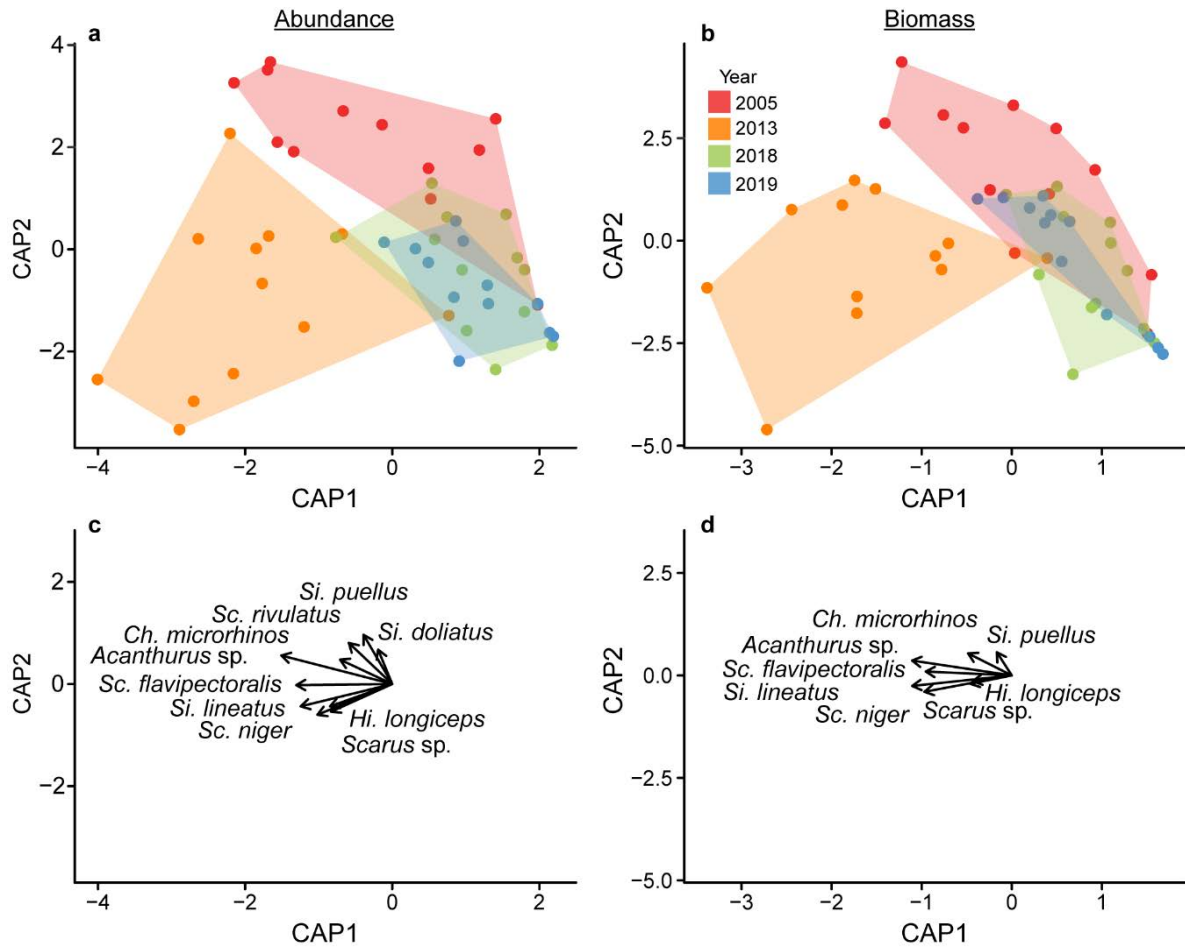 Abundance
Biomass
a
4
2
0
−2
CAP2
−4
−2
0
2
CAP1
b
Year
2005
2013
2018
2019
2.5
0.0
−2.5
−5.0
CAP2
−3
−2
−1
0
1
CAP1
c
2
0
−2
CAP2
Si. puellus
Sc. rivulatus
Si. doliatus
Ch. microrhinos
Acanthurus sp.
Sc. flavipectoralis
Si. lineatus
Hi. longiceps
Sc. niger
Scarus sp.
−4
−2
0
2
CAP1
d
2.5
0.0
−2.5
−5.0
CAP2
Ch. microrhinos
Si. puellus
Acanthurus sp.
Sc. flavipectoralis
Si. lineatus
Hi. longiceps
Sc. niger
Scarus sp.
−3
−2
−1
0
1
CAP1